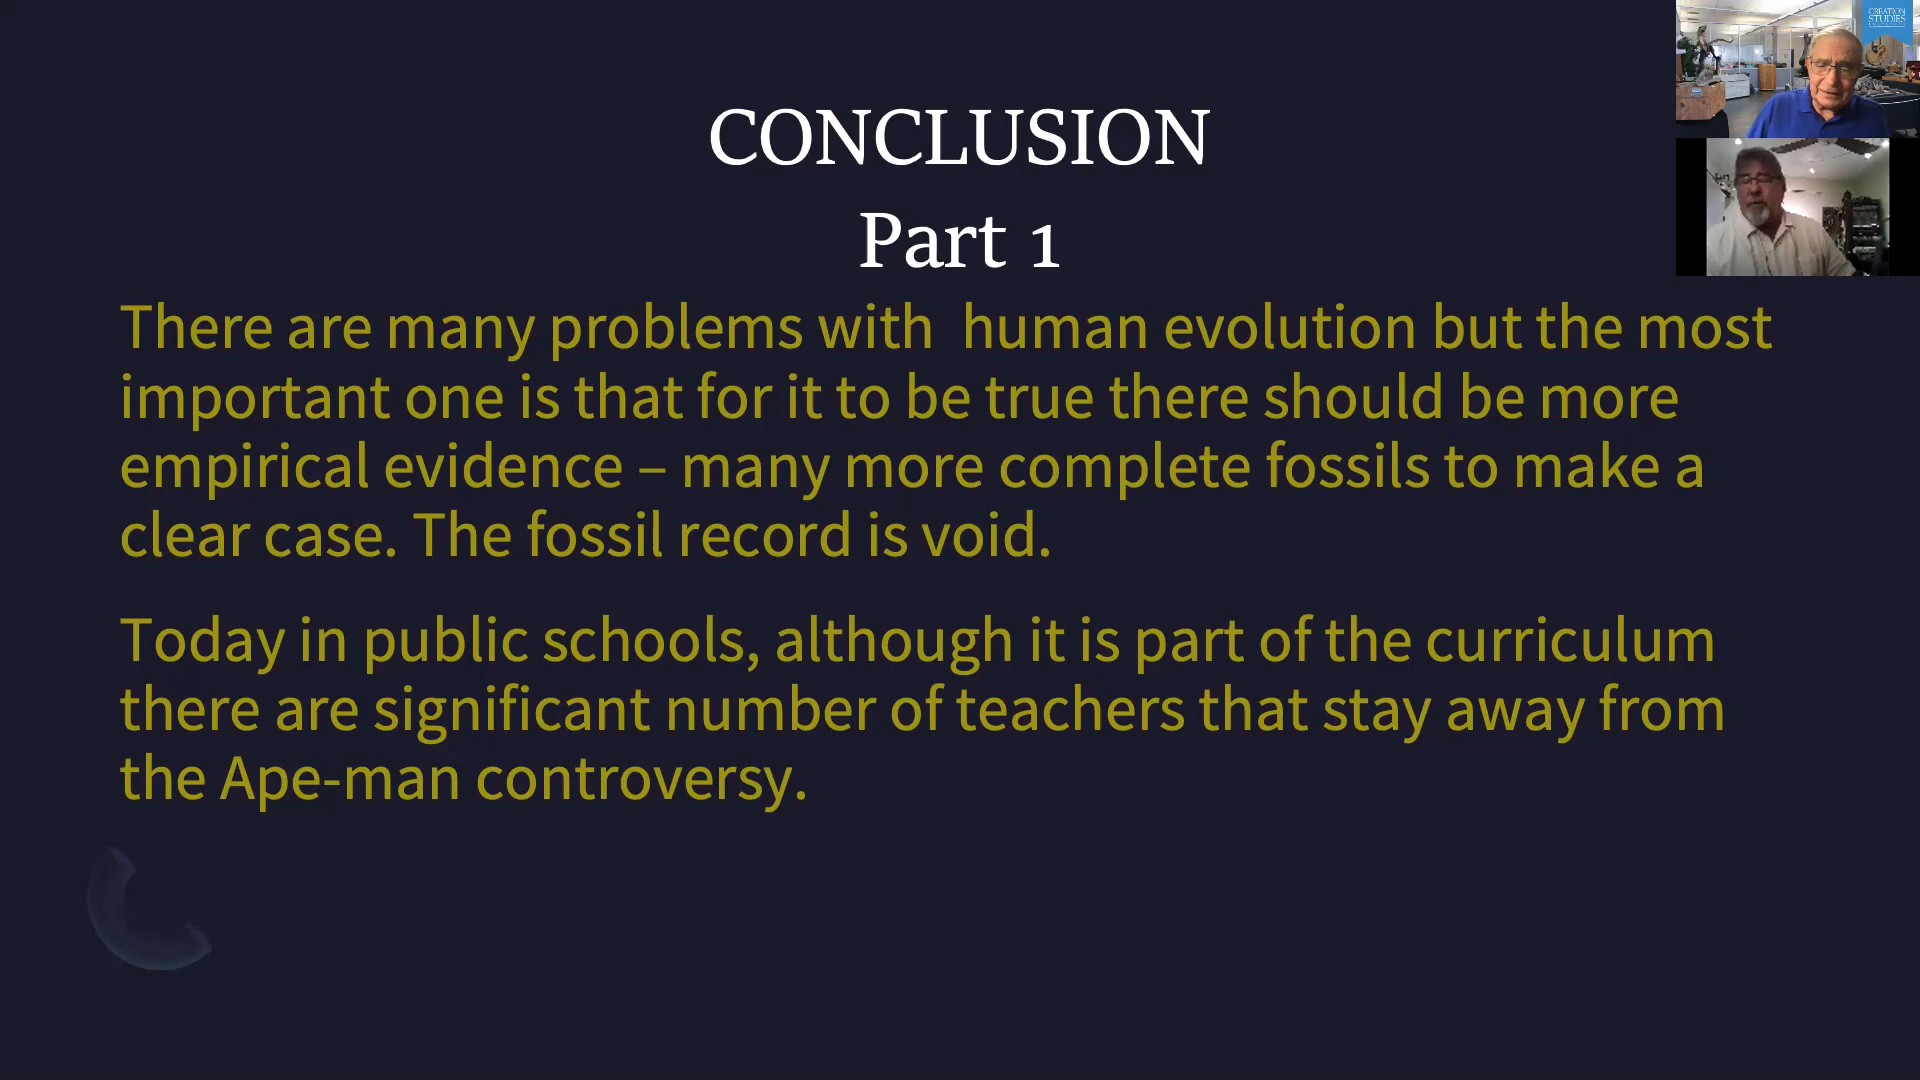 CONCLUSION
Part 1
There are many problems with  human evolution but the most
important one is that for it to be true there should be more
empirical evidence – many more complete fossils to make a
clear case. The fossil record is void.
Today in public schools, although it is part of the curriculum
there are significant number of teachers that stay away from
the Ape-man controversy.
CREATION
STUDIES